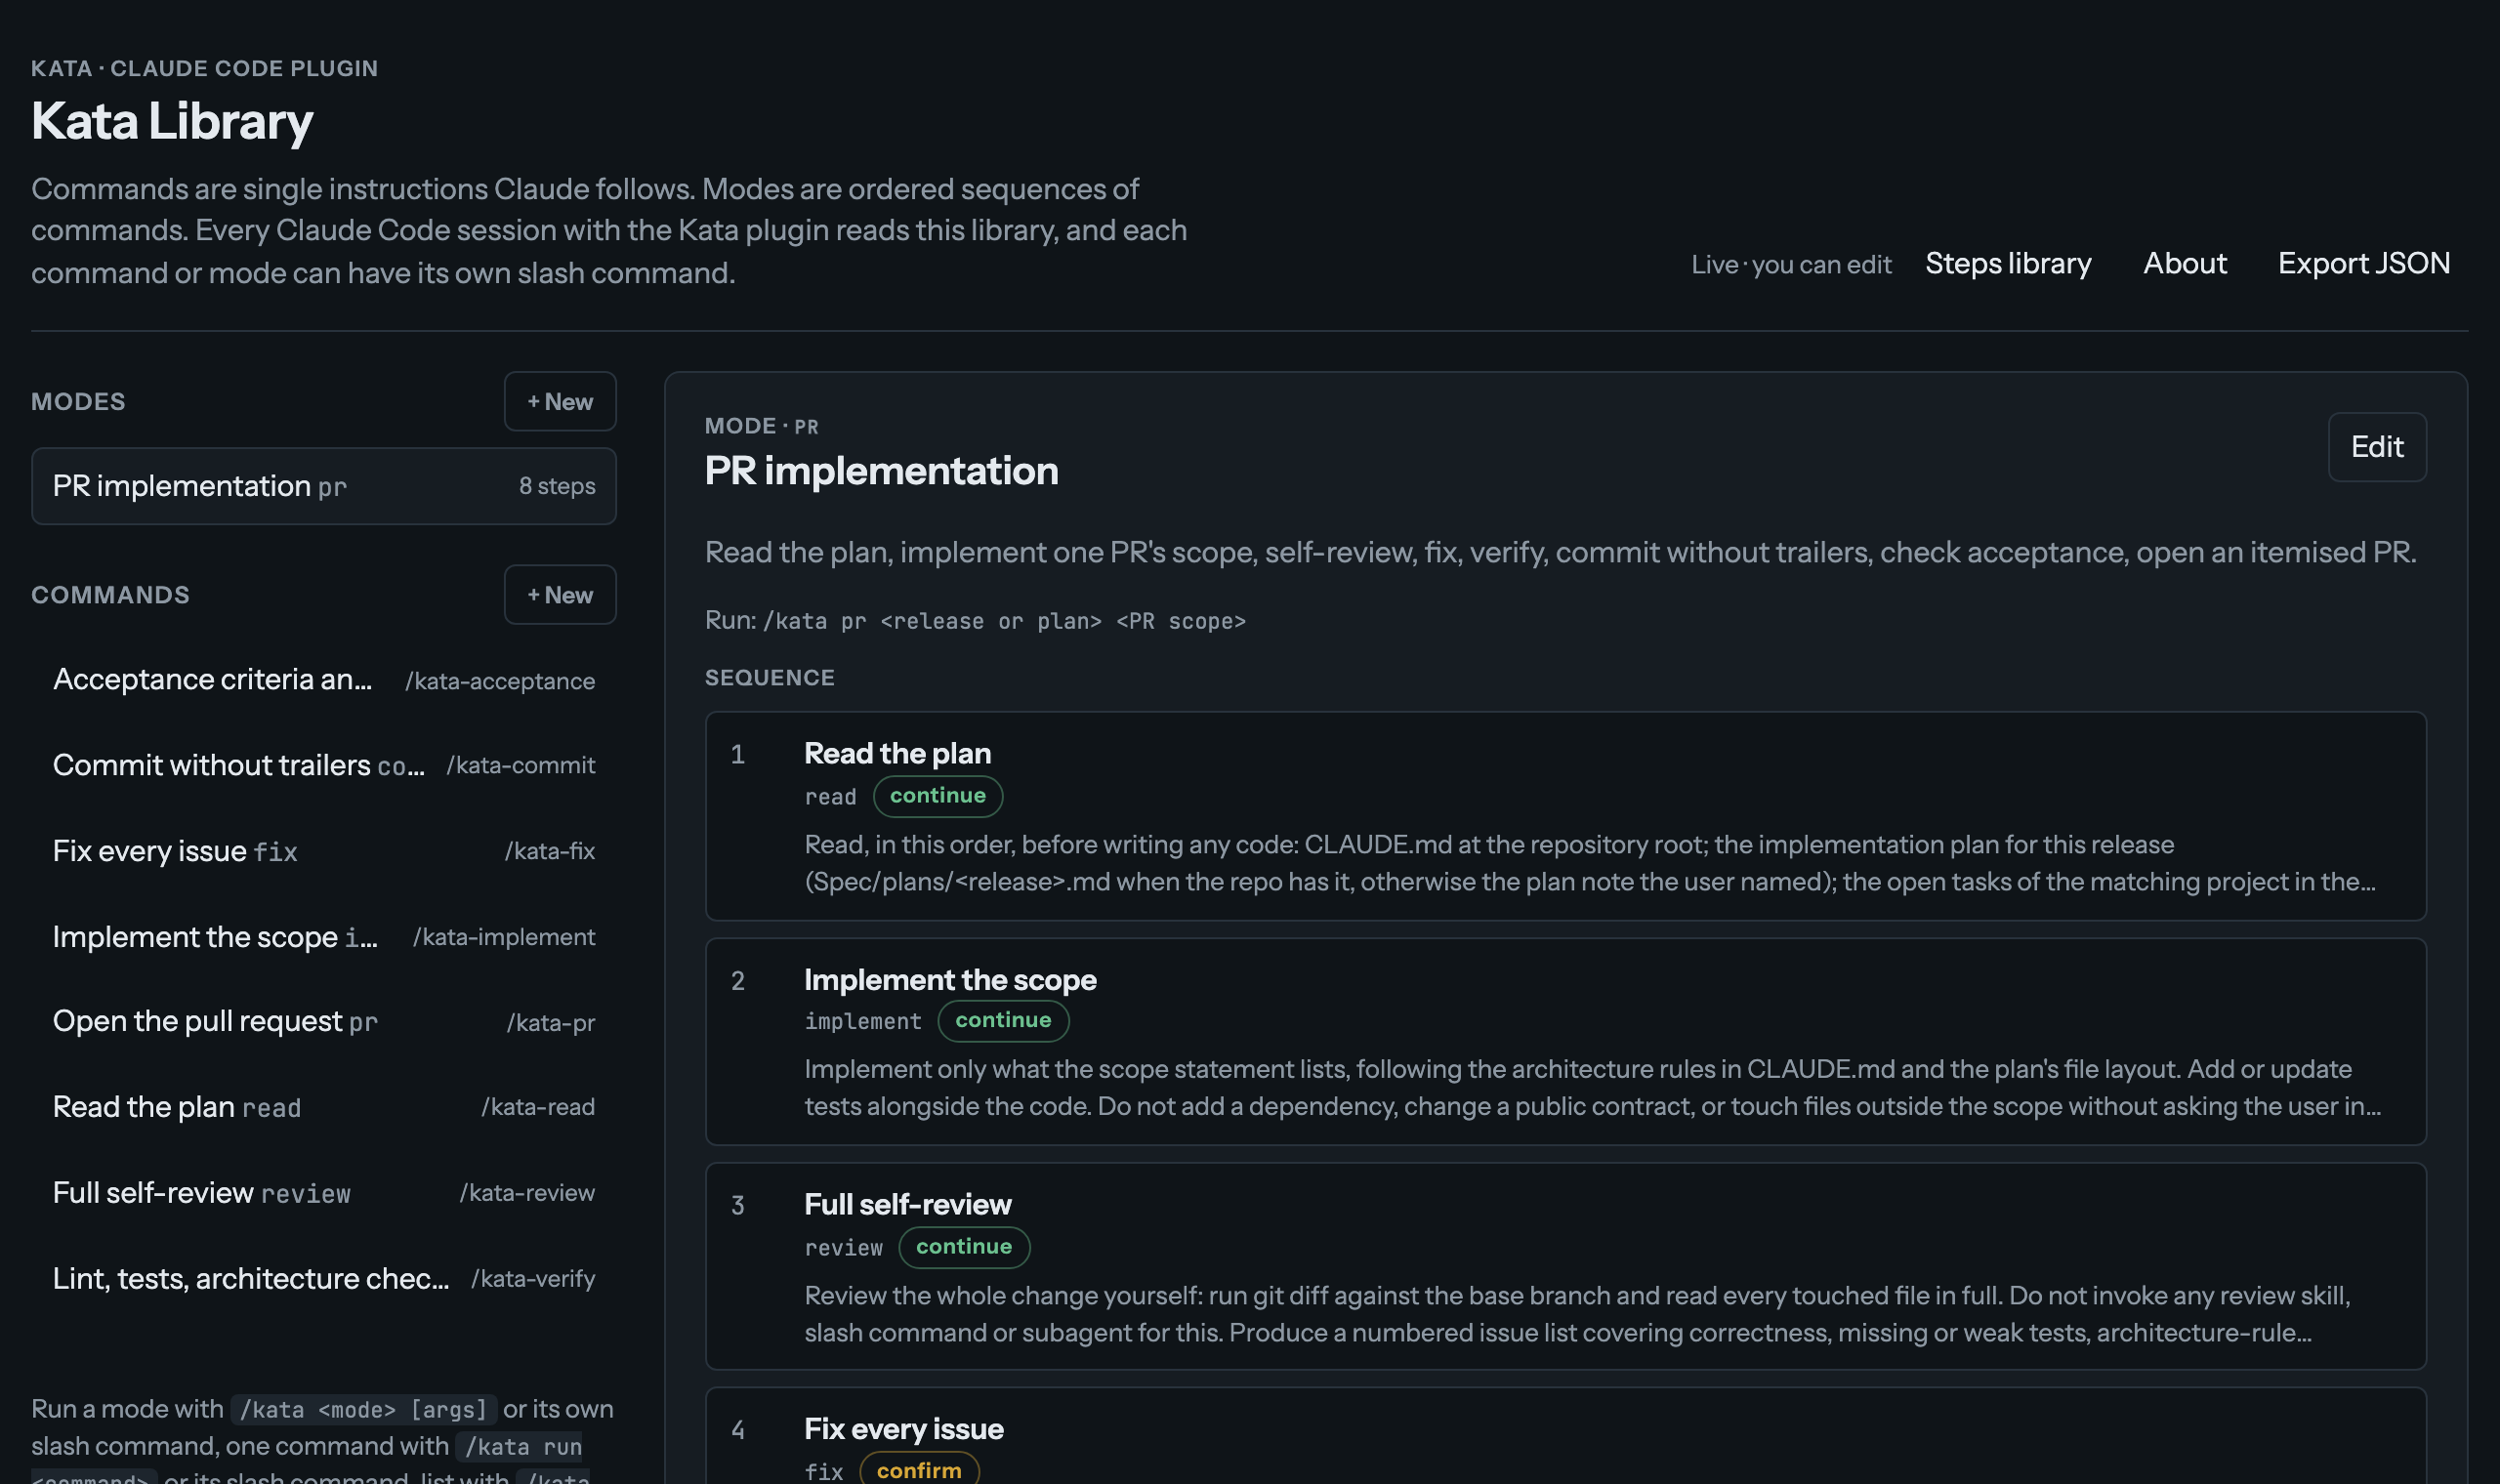 KATA · CLAUDE CODE PLUGIN
Kata Library
Commands are single instructions Claude follows. Modes are ordered sequences of
commands. Every Claude Code session with the Kata plugin reads this library, and each
command or mode can have its own slash command.
Live · you can edit Steps library About Export JSON
MODES + New
PR implementation pr 8 steps
COMMANDS + New
Acceptance criteria an... /kata-acceptance
Commit without trailers co... /kata-commit
Fix every issue fix /kata-fix
Implement the scope i... /kata-implement
Open the pull request pr /kata-pr
Read the plan read /kata-read
Full self-review review /kata-review
Lint, tests, architecture chec... /kata-verify
Run a mode with /kata <mode> [args] or its own
slash command, one command with /kata run
<command> or its slash command, list with /kata
MODE · PR
PR implementation
Edit
Read the plan, implement one PR's scope, self-review, fix, verify, commit without trailers, check acceptance, open an itemised PR.
Run: /kata pr <release or plan> <PR scope>
SEQUENCE
1 Read the plan
read continue
Read, in this order, before writing any code: CLAUDE.md at the repository root; the implementation plan for this release
(Spec/plans/<release>.md when the repo has it, otherwise the plan note the user named); the open tasks of the matching project in the...
2 Implement the scope
implement continue
Implement only what the scope statement lists, following the architecture rules in CLAUDE.md and the plan's file layout. Add or update
tests alongside the code. Do not add a dependency, change a public contract, or touch files outside the scope without asking the user in...
3 Full self-review
review continue
Review the whole change yourself: run git diff against the base branch and read every touched file in full. Do not invoke any review skill,
slash command or subagent for this. Produce a numbered issue list covering correctness, missing or weak tests, architecture-rule...
4 Fix every issue
fix confirm